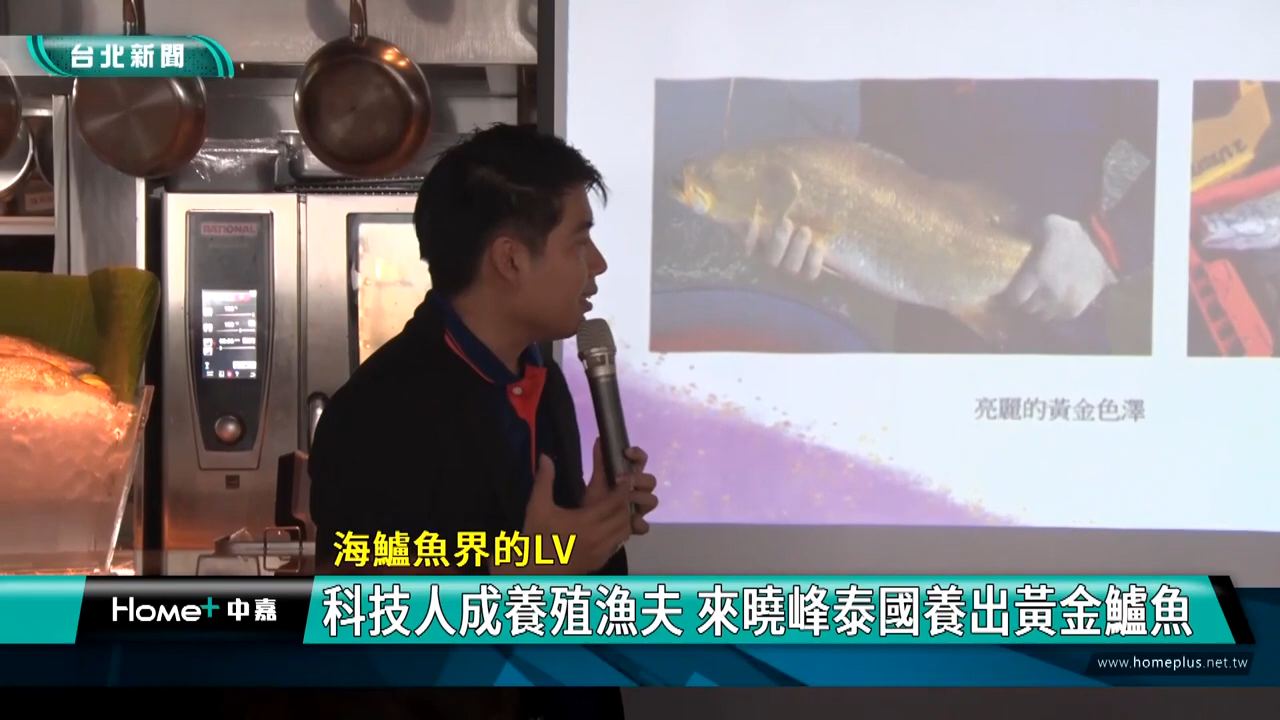 台北新聞
RATIONAL
亮麗的黃金色澤
海鱸魚界的LV
Home+中嘉
科技人成養殖漁夫 來曉峰泰國養出黃金鱸魚
www.homeplus.net.tw